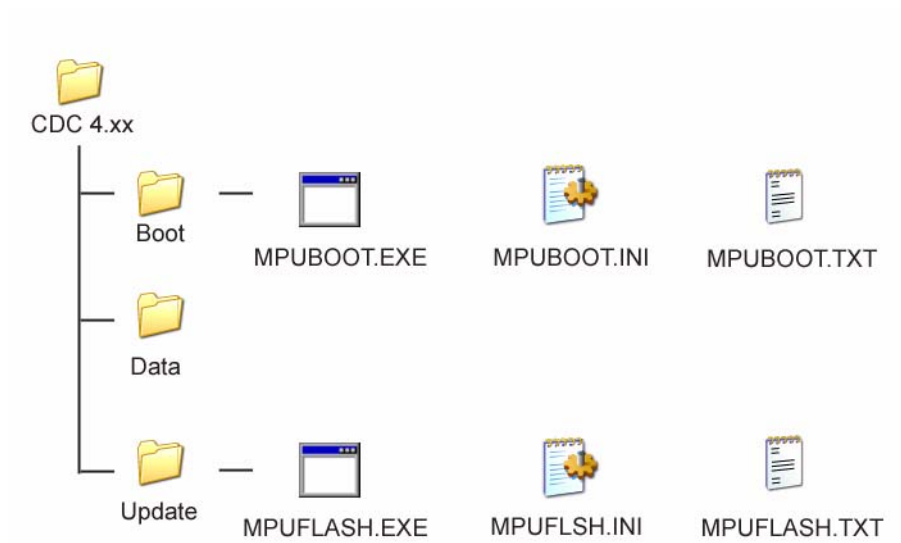 CDC 4.xx
Boot
MPUBOOT.EXE
MPUBOOT.INI
MPUBOOT.TXT
Data
Update
MPUFLASH.EXE
MPUFLSH.INI
MPUFLASH.TXT